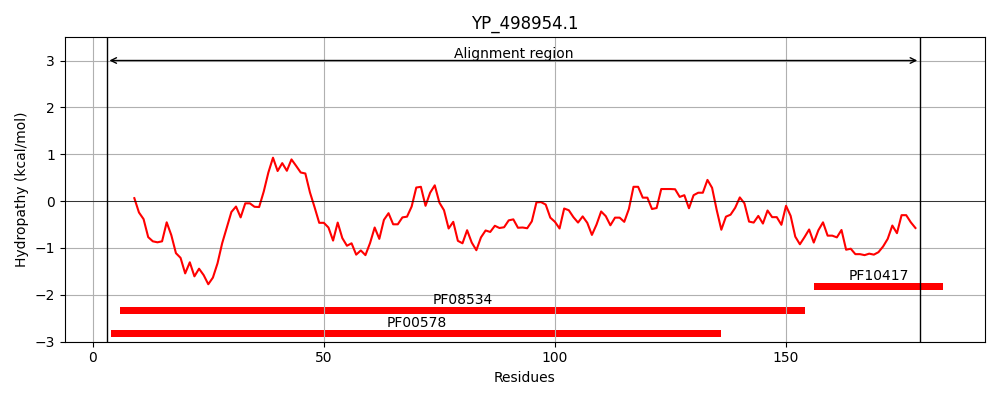 YP_498954.1
Alignment region
Hydropathy (kcal/mol)
3
2
1
0
−1
−2
−3
PF10417
PF08534
PF00578
0
50
100
150
Residues